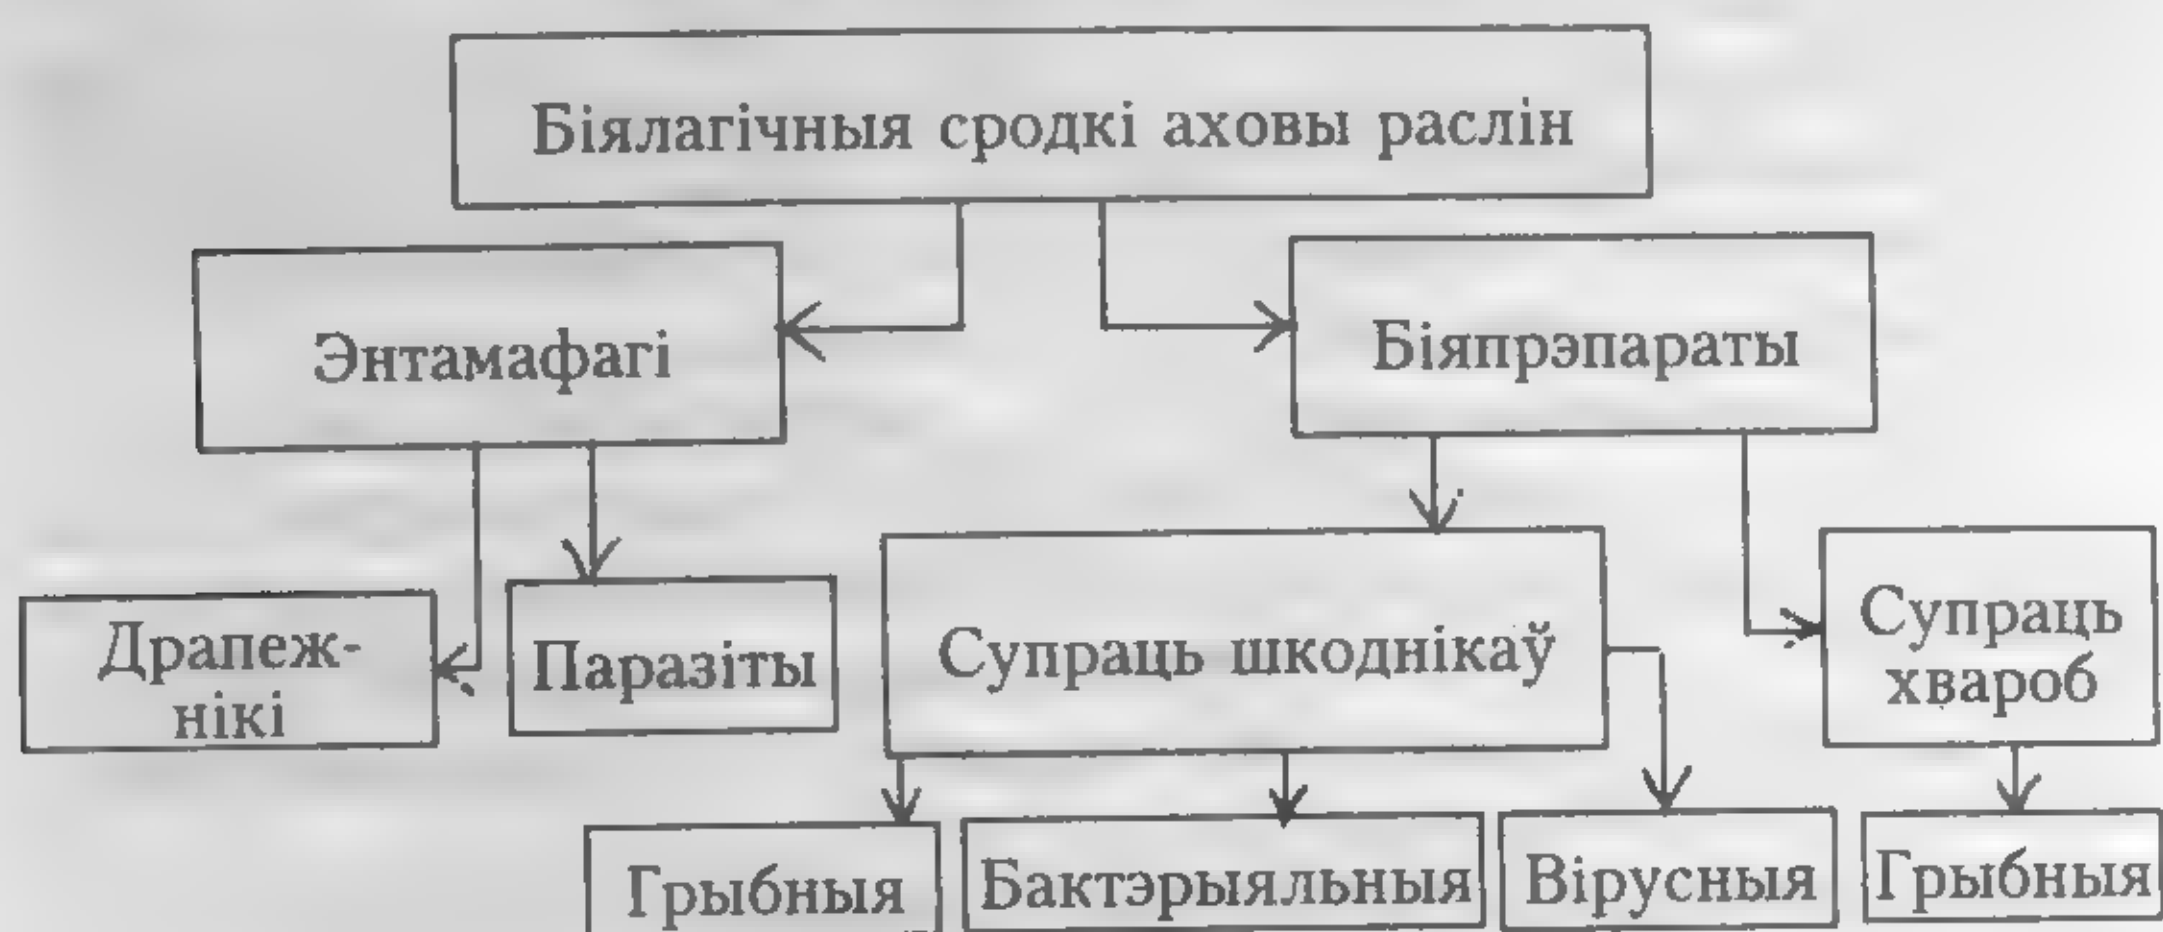 Біялагічныя сродкі аховы раслін
Энтамафагі
Біяпрэпараты
Драпеж-
нікі
Паразіты
Супраць шкоднікаў
Супраць
хвароб
Грыбныя
Бактэрыяльныя
Вірусныя
Грыбныя